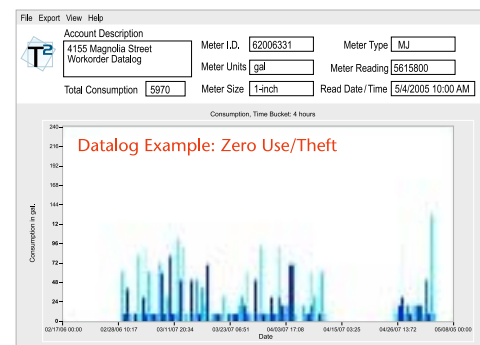 File Export View Help
T²
Account Description
4155 Magnolia Street
Workorder Datalog
Total Consumption 5970
Meter I.D. 62006331
Meter Units gal
Meter Size 1-inch
Meter Type MJ
Meter Reading 5615800
Read Date/Time 5/4/2005 10:00 AM
Consumption, Time Bucket: 4 hours
Datalog Example: Zero Use/Theft
Consumption in gal.
240
216
192
168
144
120
96
72
48
24
0
02/17/06 00:00 02/28/06 10:17 03/11/07 20:34 03/23/07 06:51 04/03/07 17:08 04/15/07 03:25 04/26/07 13:72 05/08/05 00:00
Date